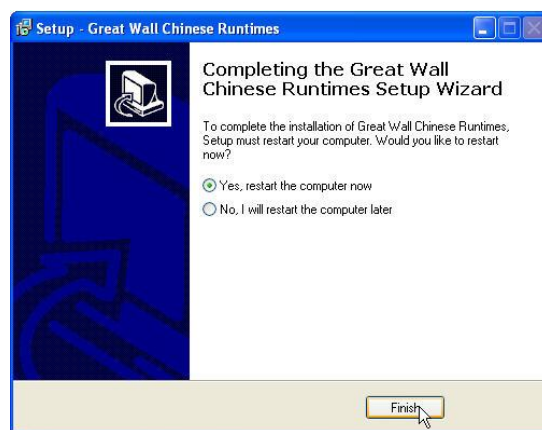 Setup - Great Wall Chinese Runtimes
Completing the Great Wall
Chinese Runtimes Setup Wizard
To complete the installation of Great Wall Chinese Runtimes,
Setup must restart your computer. Would you like to restart
now?
Yes, restart the computer now
No, I will restart the computer later
Finish